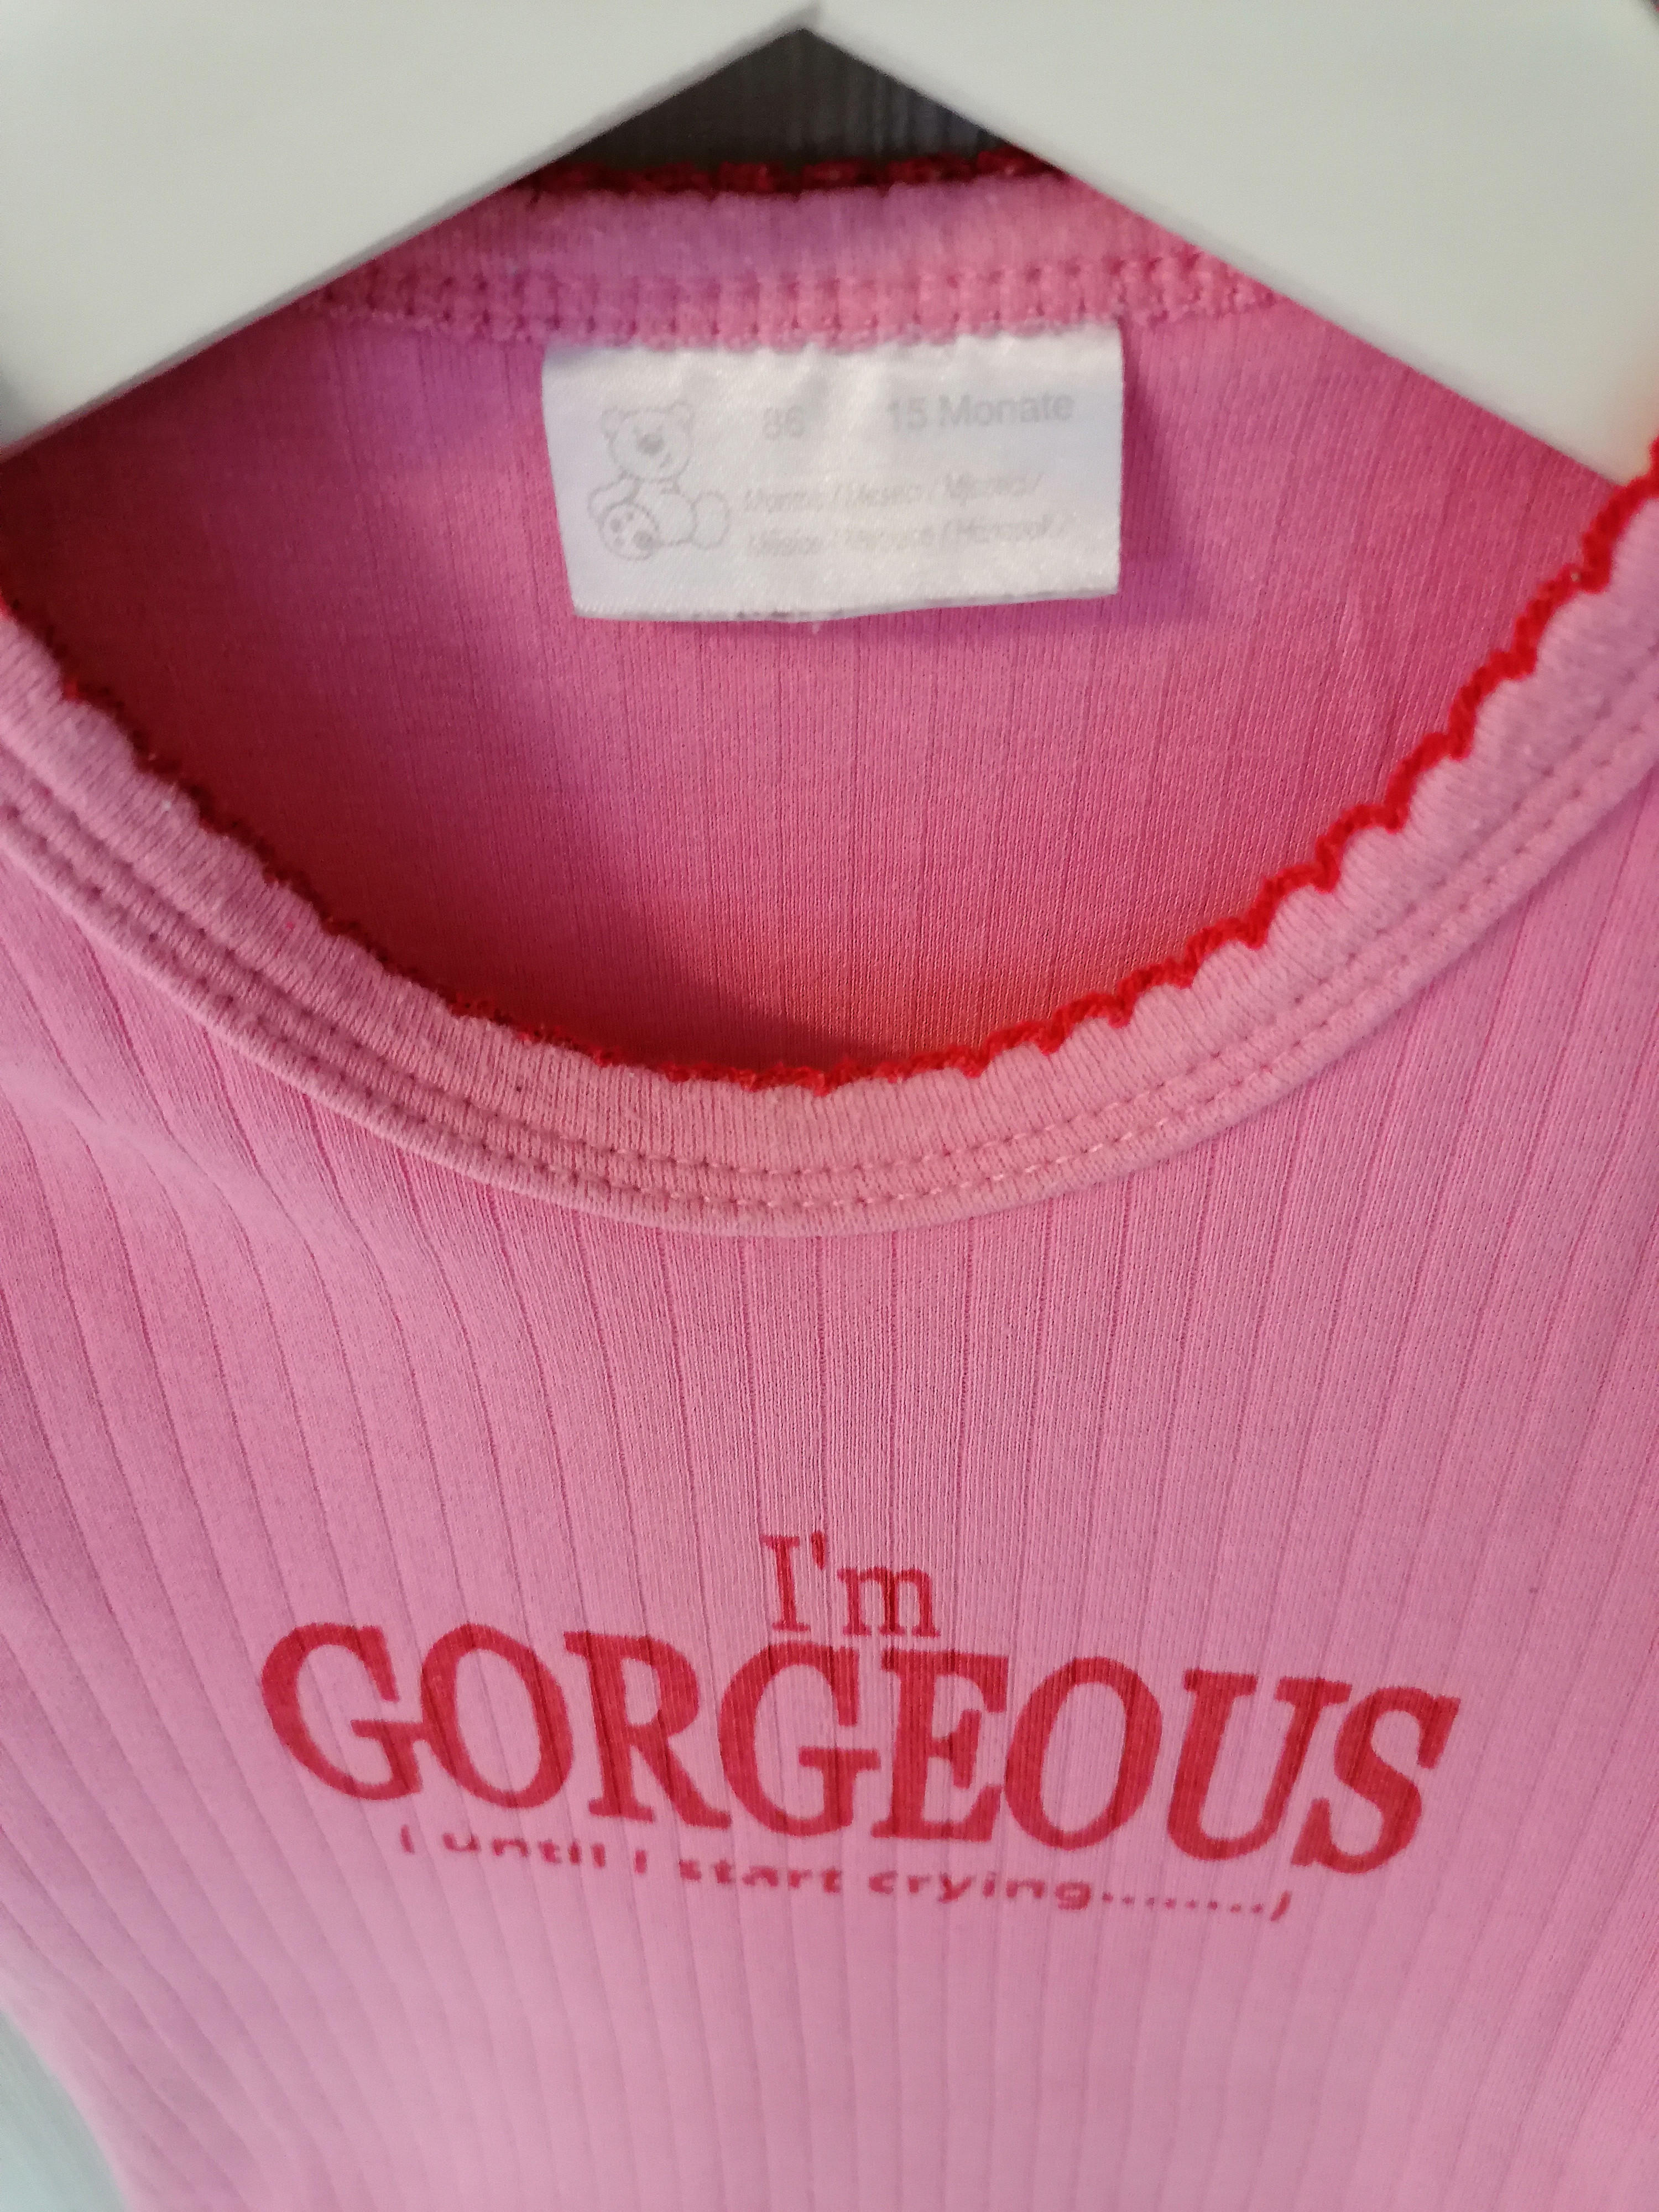 86 15 Monate
I'm
GORGEOUS
( until I start crying.........)